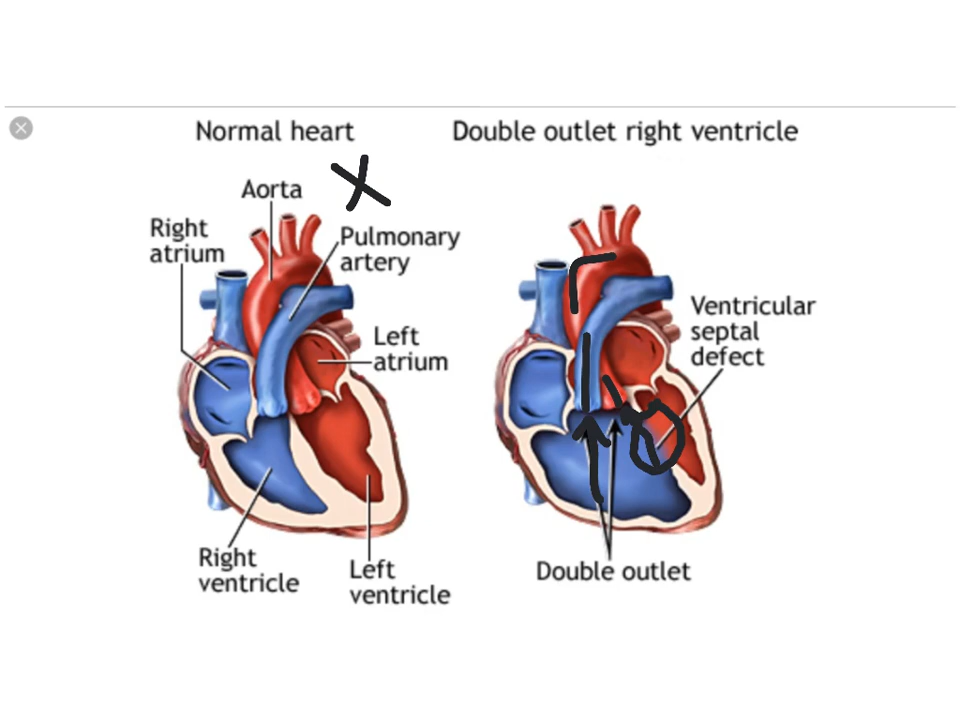 Normal heart
Double outlet right ventricle
Aorta
Right
atrium
Pulmonary
artery
Left
atrium
Right
ventricle
Left
ventricle
Ventricular
septal
defect
Double outlet